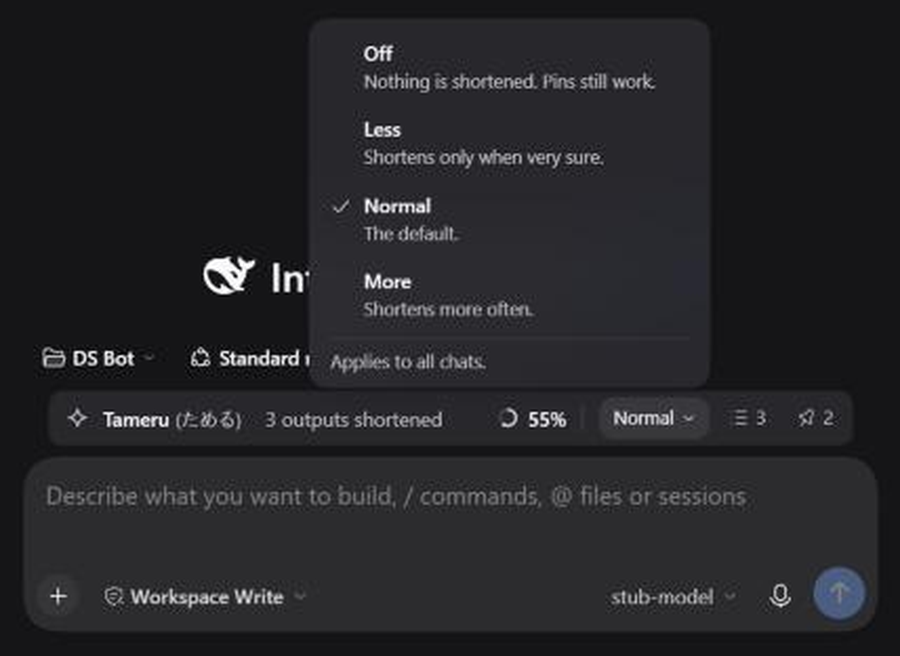 Off
Nothing is shortened. Pins still work.
Less
Shortens only when very sure.
Normal
The default.
More
Shortens more often.
Applies to all chats.
DS Bot
Standard
Tameru (ためる) 3 outputs shortened 55% Normal 3 2
Describe what you want to build, / commands, @ files or sessions
Workspace Write stub-model